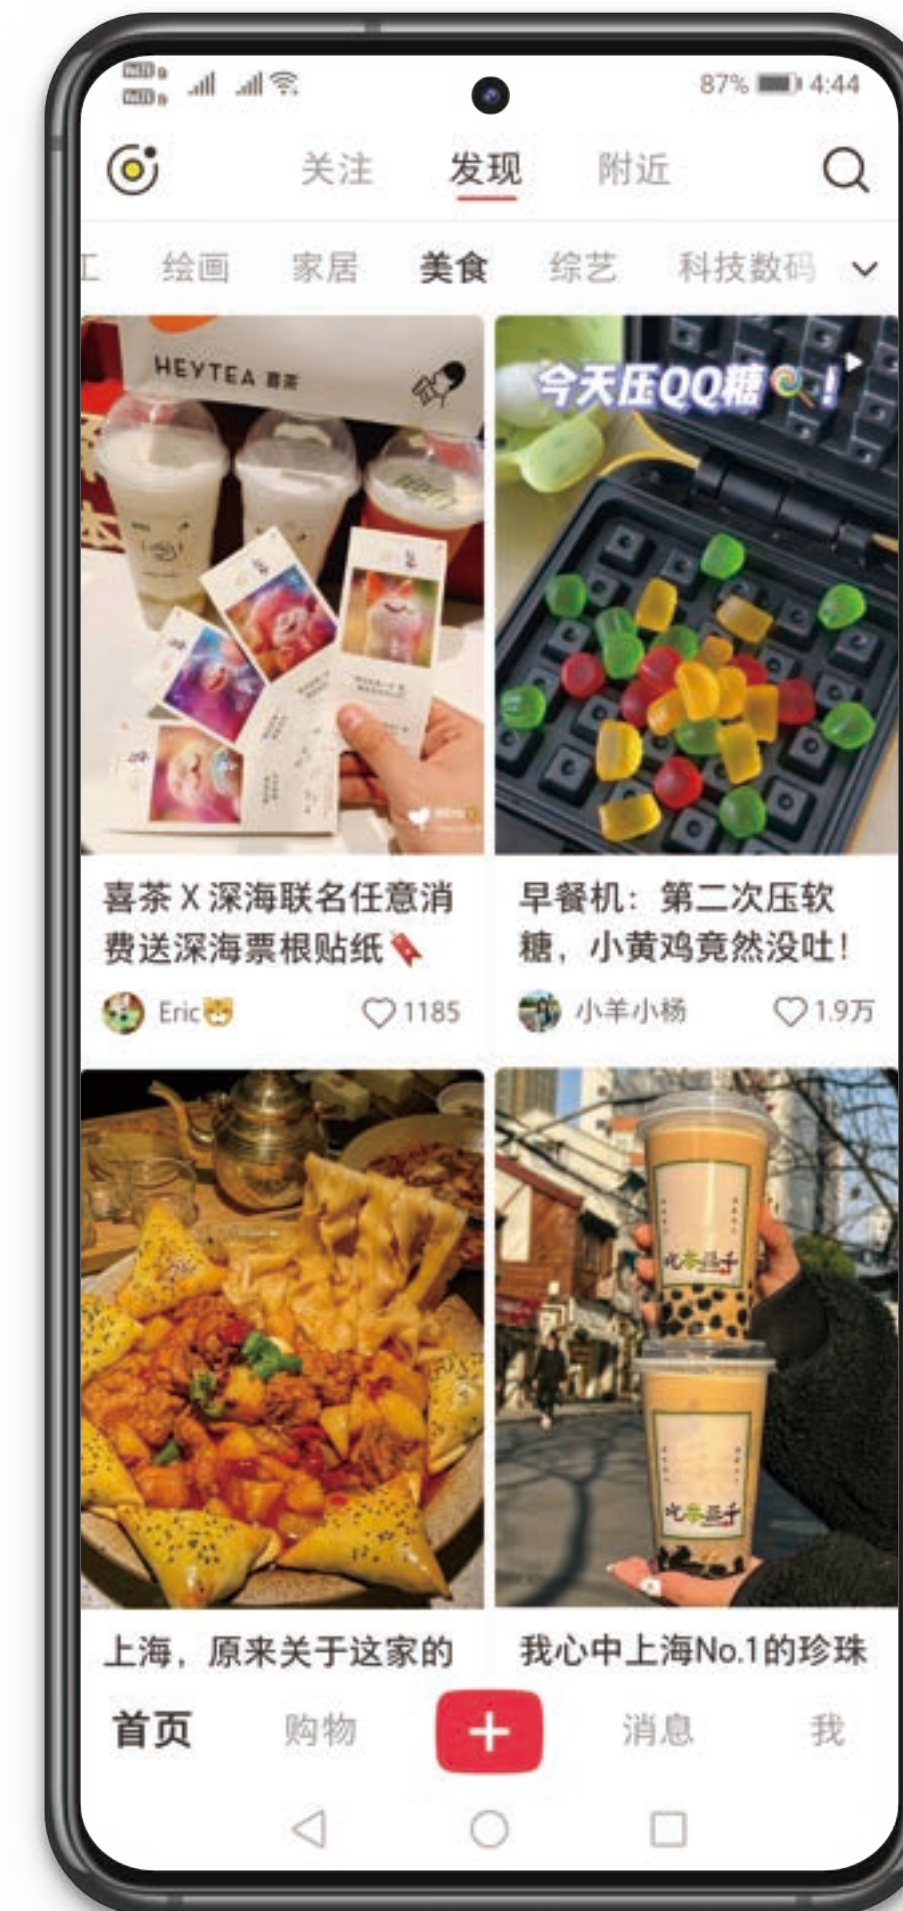 87% 4:44
关注 发现 附近
工 绘画 家居 美食 综艺 科技数码
HEYTEA 喜茶
今天压QQ糖!
喜茶 X 深海联名任意消
费送深海票根贴纸
Eric 1185
早餐机：第二次压软
糖，小黄鸡竟然没吐！
小羊小杨 1.9万
上海，原来关于这家的
我心中上海No.1的珍珠
首页 购物 + 消息 我